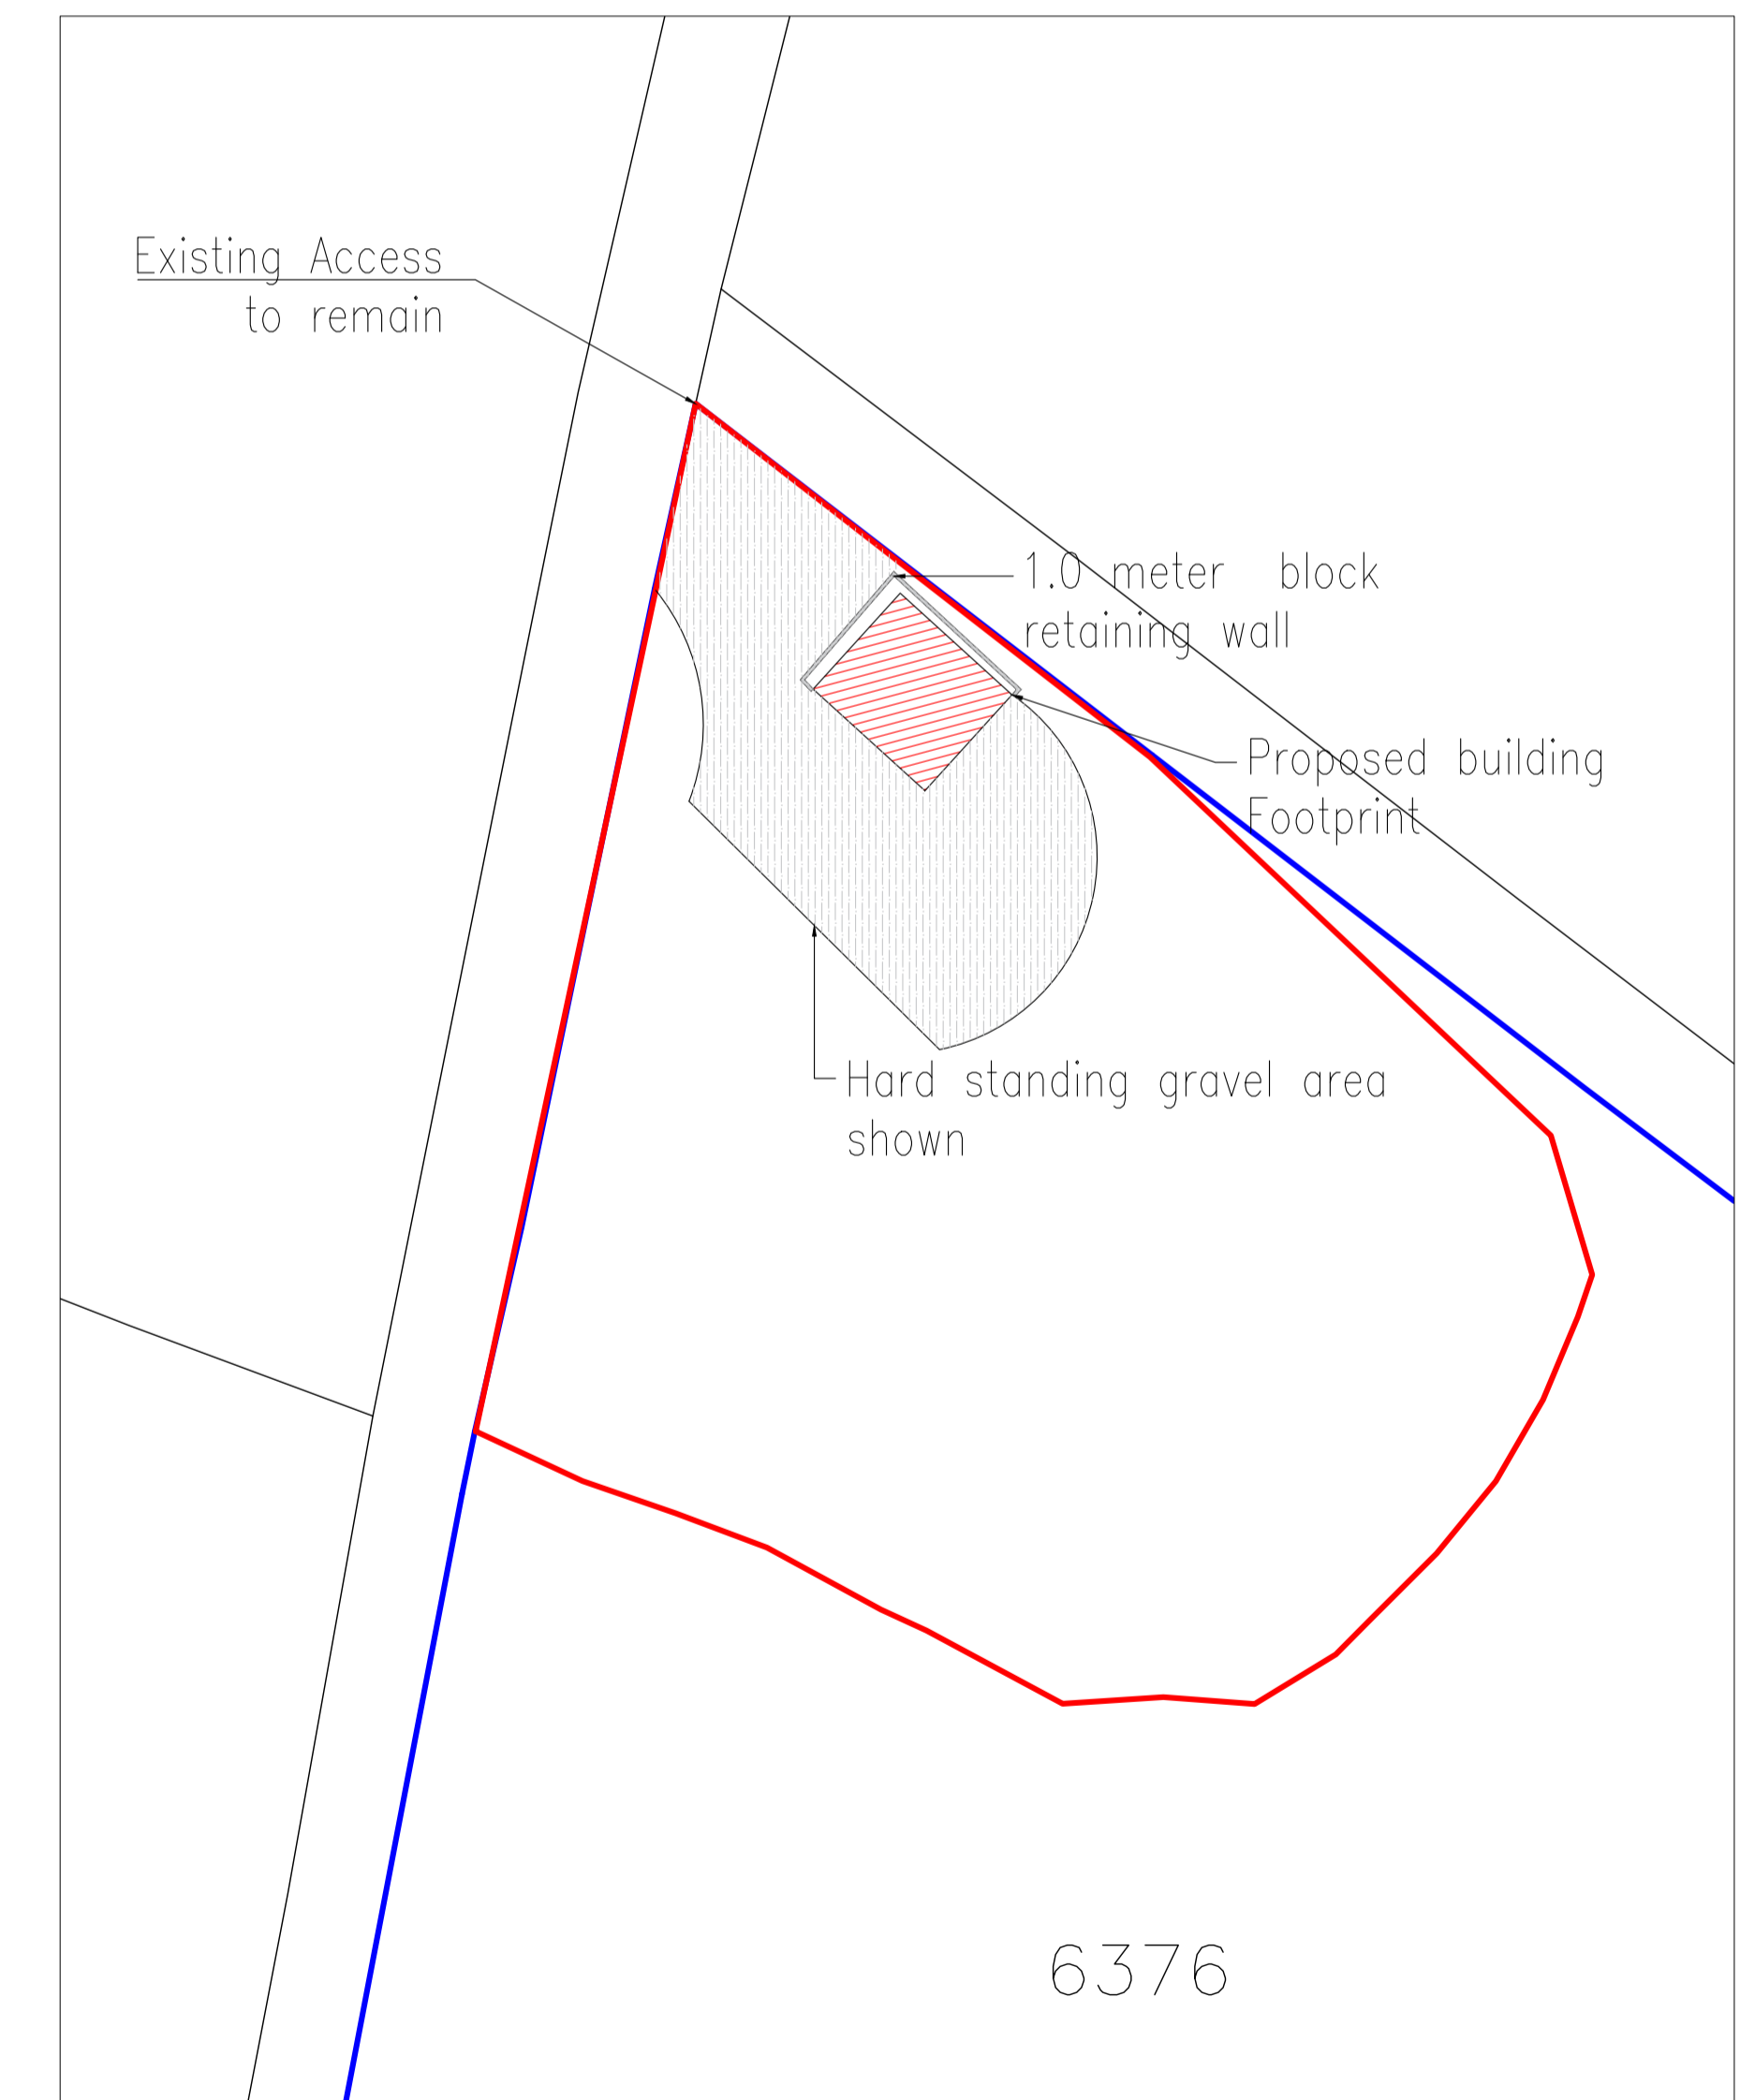 Existing Access
to remain
1.0 meter block
retaining wall
Proposed building
Footprint
Hard standing gravel area
shown
6376